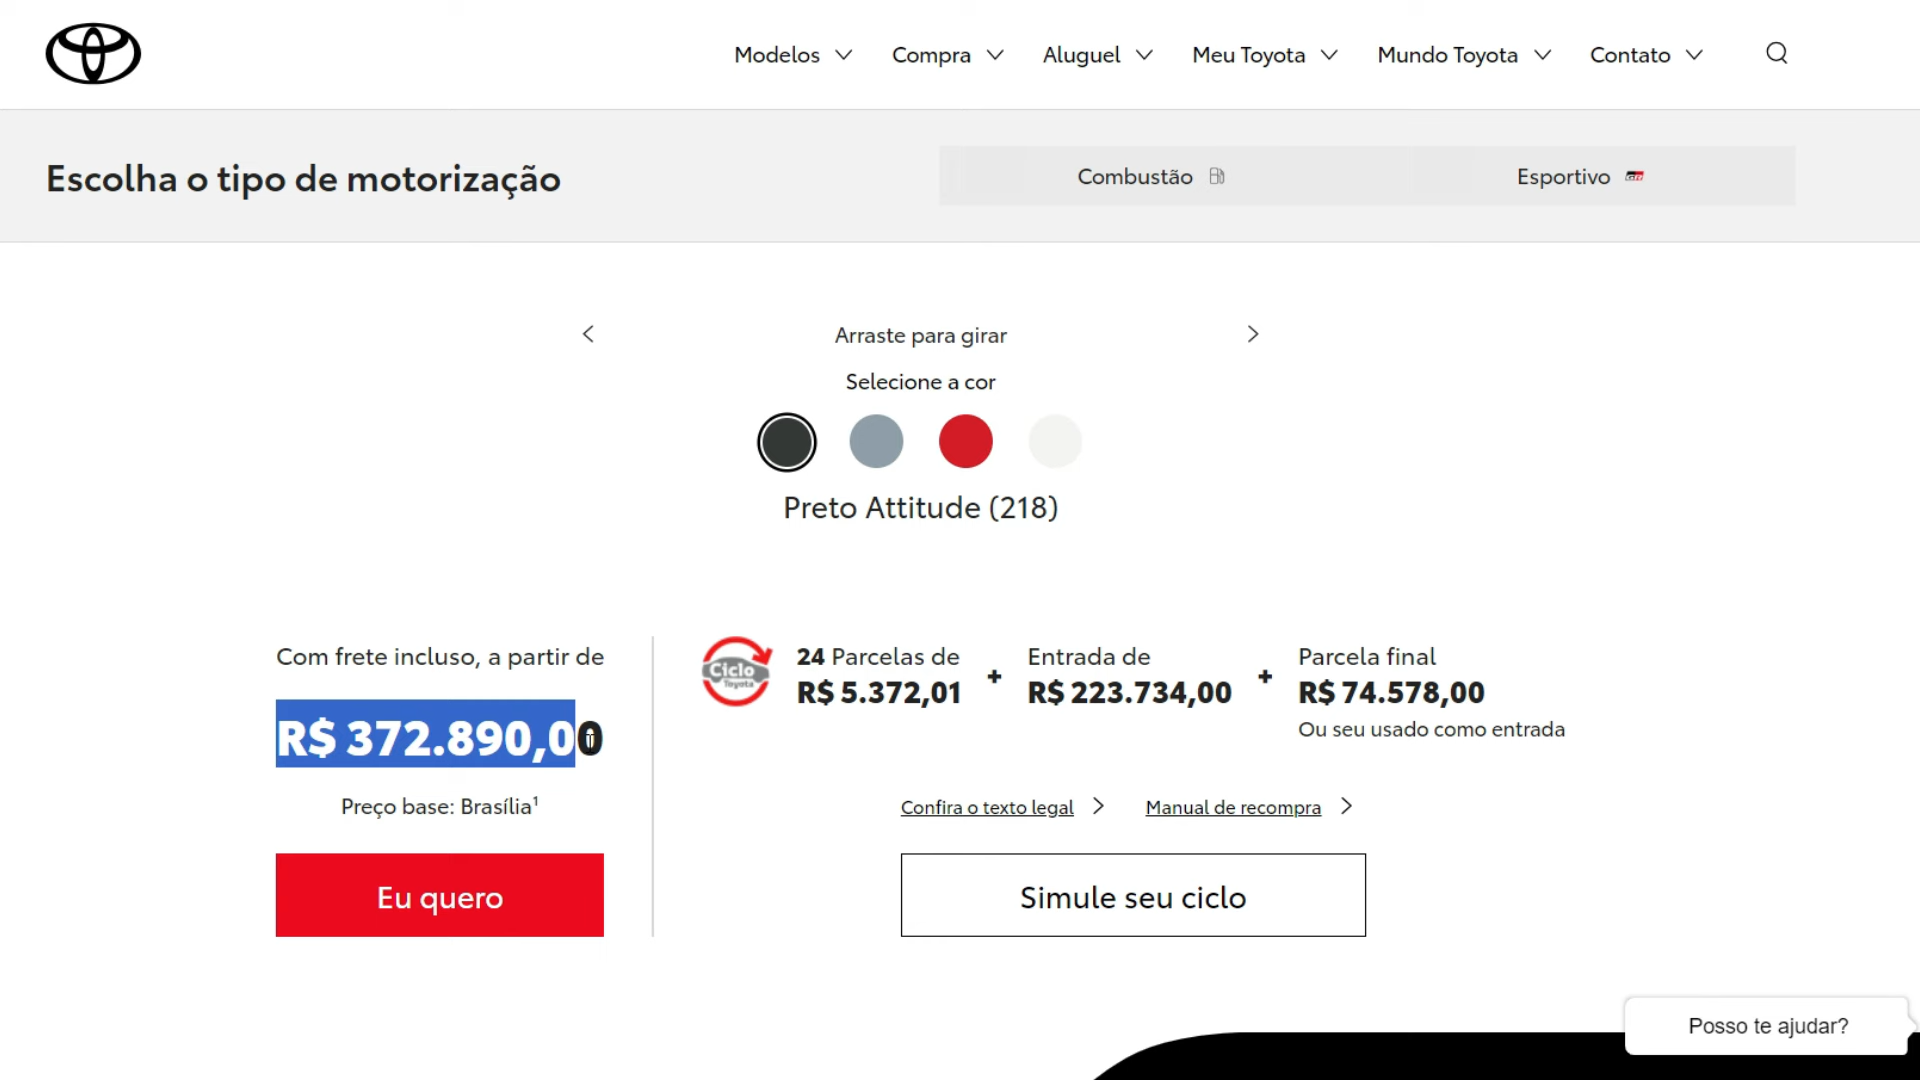 Modelos Compra Aluguel Meu Toyota Mundo Toyota Contato
Escolha o tipo de motorização
Combustão
Esportivo GR
Arraste para girar
Selecione a cor
Preto Attitude (218)
Com frete incluso, a partir de
R$ 372.890,00
Preço base: Brasília¹
Eu quero
Ciclo
Toyota
24 Parcelas de
R$ 5.372,01
+
Entrada de
R$ 223.734,00
+
Parcela final
R$ 74.578,00
Ou seu usado como entrada
Confira o texto legal
Manual de recompra
Simule seu ciclo
Posso te ajudar?